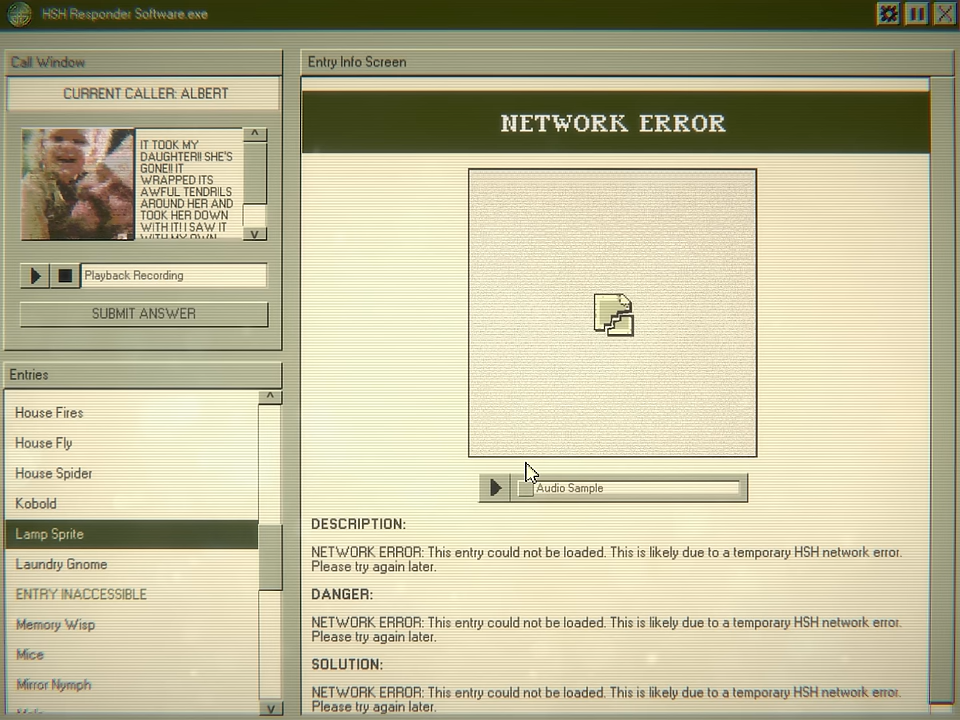 HSH Responder Software.exe
Call Window
CURRENT CALLER: ALBERT
IT TOOK MY
DAUGHTER!! SHE'S
GONE!! IT
WRAPPED ITS
AWFUL TENDRILS
AROUND HER AND
TOOK HER DOWN
WITH IT! I SAW IT
WITH MY OWN
Playback Recording
SUBMIT ANSWER
Entries
House Fires
House Fly
House Spider
Kobold
Lamp Sprite
Laundry Gnome
ENTRY INACCESSIBLE
Memory Wisp
Mice
Mirror Nymph
Entry Info Screen
NETWORK ERROR
Audio Sample
DESCRIPTION:
NETWORK ERROR: This entry could not be loaded. This is likely due to a temporary HSH network error.
Please try again later.
DANGER:
NETWORK ERROR: This entry could not be loaded. This is likely due to a temporary HSH network error.
Please try again later.
SOLUTION:
NETWORK ERROR: This entry could not be loaded. This is likely due to a temporary HSH network error.
Please try again later.